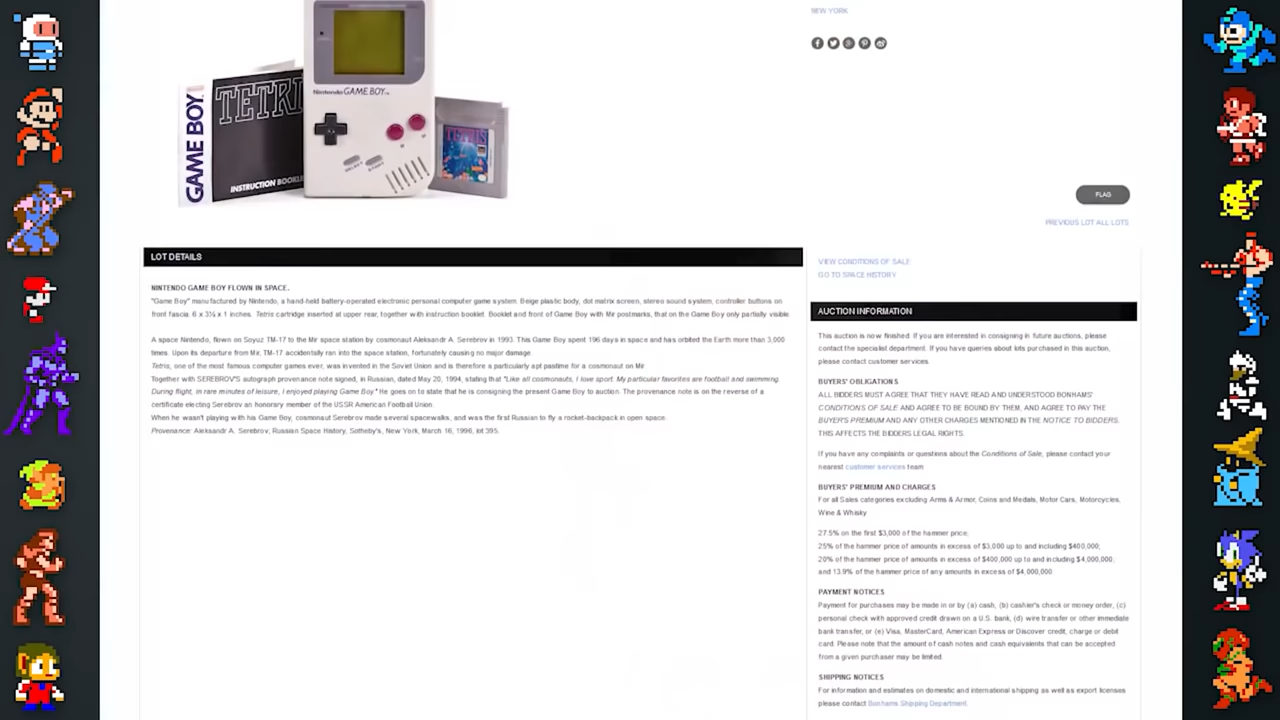 NEW YORK
Nintendo GAME BOY
GAME BOY
TETRI
INSTRUCTION BOOKL
SELECT START
TETRIS
FLAG
PREVIOUS LOT ALL LOTS
LOT DETAILS
NINTENDO GAME BOY FLOWN IN SPACE.
"Game Boy" manufactured by Nintendo, a hand-held battery-operated electronic personal computer game system. Beige plastic body, dot matrix screen, stereo sound system, controller buttons on
front fascia. 6 x 3½ x 1 inches. Tetris cartridge inserted at upper rear, together with instruction booklet. Booklet and front of Game Boy with Mir postmarks, that on the Game Boy only partially visible
A space Nintendo, flown on Soyuz TM-17 to the Mir space station by cosmonaut Aleksandr A. Serebrov in 1993. This Game Boy spent 196 days in space and has orbited the Earth more than 3,000
times. Upon its departure from Mir, TM-17 accidentally ran into the space station, fortunately causing no major damage.
Tetris, one of the most famous computer games ever, was invented in the Soviet Union and is therefore a particularly apt pastime for a cosmonaut on Mir
Together with SEREBROV'S autograph provenance note signed, in Russian, dated May 20, 1994, stating that "Like all cosmonauts, I love sport. My particular favorites are football and swimming.
During flight, in rare minutes of leisure, I enjoyed playing Game Boy." He goes on to state that he is consigning the present Game Boy to auction. The provenance note is on the reverse of a
certificate electing Serebrov an honorary member of the USSR American Football Union.
When he wasn't playing with his Game Boy, cosmonaut Serebrov made several spacewalks, and was the first Russian to fly a rocket-backpack in open space.
Provenance: Aleksandr A. Serebrov; Russian Space History, Sotheby's, New York, March 16, 1996, lot 395.
VIEW CONDITIONS OF SALE
GO TO SPACE HISTORY
AUCTION INFORMATION
This auction is now finished. If you are interested in consigning in future auctions, please
contact the specialist department. If you have queries about lots purchased in this auction,
please contact customer services.
BUYERS' OBLIGATIONS
ALL BIDDERS MUST AGREE THAT THEY HAVE READ AND UNDERSTOOD BONHAMS'
CONDITIONS OF SALE AND AGREE TO BE BOUND BY THEM, AND AGREE TO PAY THE
BUYER'S PREMIUM AND ANY OTHER CHARGES MENTIONED IN THE NOTICE TO BIDDERS.
THIS AFFECTS THE BIDDERS LEGAL RIGHTS.
If you have any complaints or questions about the Conditions of Sale, please contact your
nearest customer services team
BUYERS' PREMIUM AND CHARGES
For all Sales categories excluding Arms & Armor, Coins and Medals, Motor Cars, Motorcycles,
Wine & Whisky
27.5% on the first $3,000 of the hammer price;
25% of the hammer price of amounts in excess of $3,000 up to and including $400,000;
20% of the hammer price of amounts in excess of $400,000 up to and including $4,000,000;
and 13.9% of the hammer price of any amounts in excess of $4,000,000
PAYMENT NOTICES
Payment for purchases may be made in or by (a) cash, (b) cashier's check or money order, (c)
personal check with approved credit drawn on a U.S. bank, (d) wire transfer or other immediate
bank transfer, or (e) Visa, MasterCard, American Express or Discover credit, charge or debit
card. Please note that the amount of cash notes and cash equivalents that can be accepted
from a given purchaser may be limited.
SHIPPING NOTICES
For information and estimates on domestic and international shipping as well as export licenses
please contact Bonhams Shipping Department.